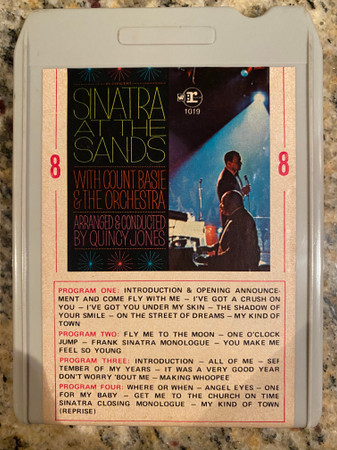 SINATRA
AT THE
SANDS
WITH COUNT BASIE
& THE ORCHESTRA
ARRANGED & CONDUCTED
BY QUINCY JONES
1019
8
8
PROGRAM ONE: INTRODUCTION & OPENING ANNOUNCE-
MENT AND COME FLY WITH ME – I'VE GOT A CRUSH ON
YOU – I'VE GOT YOU UNDER MY SKIN – THE SHADOW OF
YOUR SMILE – ON THE STREET OF DREAMS – MY KIND OF
TOWN
PROGRAM TWO: FLY ME TO THE MOON – ONE O'CLOCK
JUMP – FRANK SINATRA MONOLOGUE – YOU MAKE ME
FEEL SO YOUNG
PROGRAM THREE: INTRODUCTION – ALL OF ME – SEP
TEMBER OF MY YEARS – IT WAS A VERY GOOD YEAR
DON'T WORRY 'BOUT ME – MAKING WHOOPEE
PROGRAM FOUR: WHERE OR WHEN – ANGEL EYES – ONE
FOR MY BABY – GET ME TO THE CHURCH ON TIME
SINATRA CLOSING MONOLOGUE – MY KIND OF TOWN
(REPRISE)